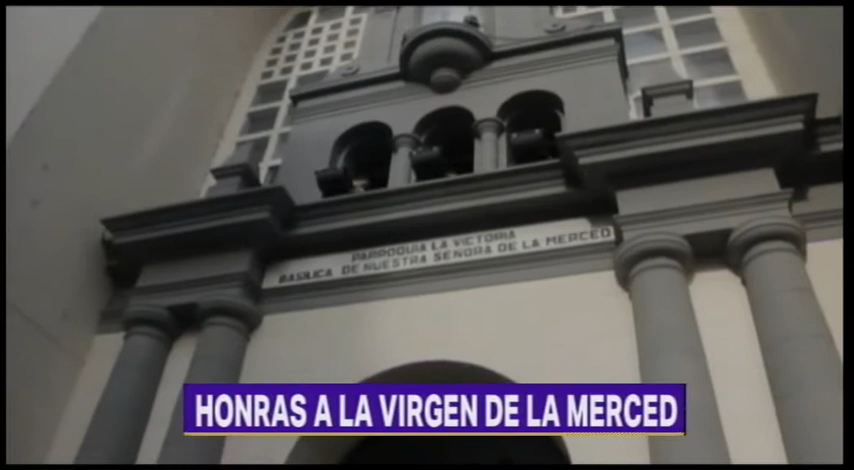 PARROQUIA LA VICTORIA
BASILICA DE NUESTRA SEÑORA DE LA MERCED
HONRAS A LA VIRGEN DE LA MERCED